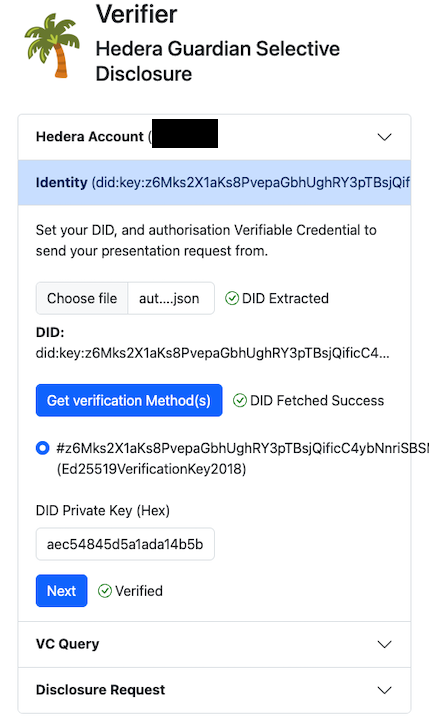 Verifier
Hedera Guardian Selective
Disclosure
Hedera Account (
Identity (did:key:z6Mks2X1aKs8PvepaGbhUghRY3pTBsjQif
Set your DID, and authorisation Verifiable Credential to
send your presentation request from.
Choose file aut....json DID Extracted
DID:
did:key:z6Mks2X1aKs8PvepaGbhUghRY3pTBsjQificC4...
Get verification Method(s) DID Fetched Success
#z6Mks2X1aKs8PvepaGbhUghRY3pTBsjQificC4ybNnriSBSM
(Ed25519VerificationKey2018)
DID Private Key (Hex)
aec54845d5a1ada14b5b
Next Verified
VC Query
Disclosure Request